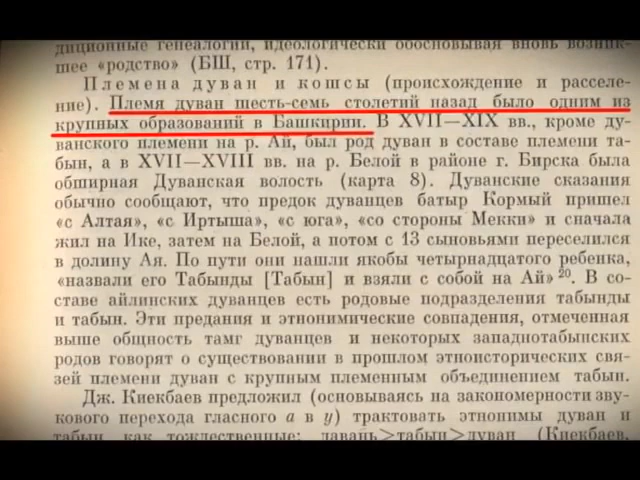 диционные генеалогии, идеологически обосновывая вновь возник-
шее «родство» (БШ, стр. 171).
Племена дуван и кошсы (происхождение и расселе-
ние). Племя дуван шесть-семь столетий назад было одним из
крупных образований в Башкирии. В XVII—XIX вв., кроме ду-
ванского племени на р. Ай, был род дуван в составе племени та-
бын, а в XVII—XVIII вв. на р. Белой в районе г. Бирска была
обширная Дуванская волость (карта 8). Дуванские сказания
обычно сообщают, что предок дуванцев батыр Кормый пришел
«с Алтая», «с Иртыша», «с юга», «со стороны Мекки» и сначала
жил на Ике, затем на Белой, а потом с 13 сыновьями переселился
в долину Ая. По пути они нашли якобы четырнадцатого ребенка,
«назвали его Табынды [Табын] и взяли с собой на Ай» 20. В со-
ставе айлинских дуванцев есть родовые подразделения табынды
и табын. Эти предания и этнонимические совпадения, отмеченная
выше общность тамг дуванцев и некоторых западнотабынских
родов говорят о существовании в прошлом этноисторических свя-
зей племени дуван с крупным племенным объединением табын.
Дж. Киекбаев предложил (основываясь на закономерности зву-
кового перехода гласного а в у) трактовать этнонимы дуван и
табын как тождественные: давань>табын>дуван (Киекбаев,